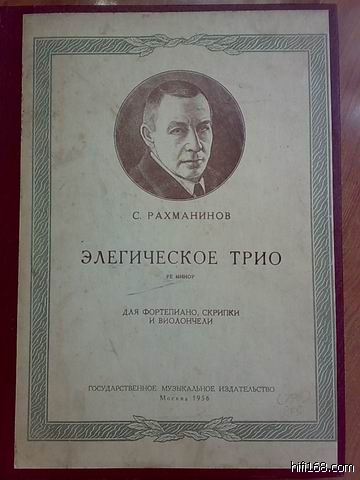 С. РАХМАНИНОВ
ЭЛЕГИЧЕСКОЕ ТРИО
РЕ МИНОР
ДЛЯ ФОРТЕПИАНО, СКРИПКИ
И ВИОЛОНЧЕЛИ
ГОСУДАРСТВЕННОЕ МУЗЫКАЛЬНОЕ ИЗДАТЕЛЬСТВО
Москва 1956
hifi168.com